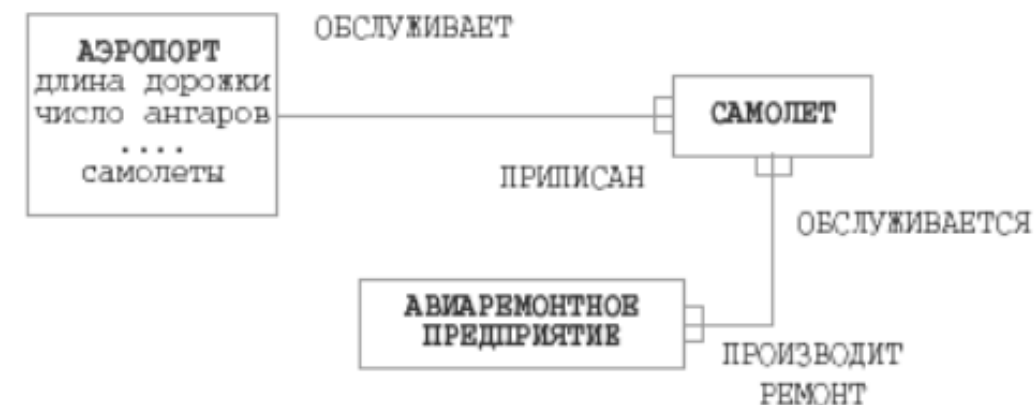 ОБСЛУЖИВАЕТ
АЭРОПОРТ
длина дорожки
число ангаров
....
самолеты
САМОЛЕТ
ПРИПИСАН
ОБСЛУЖИВАЕТСЯ
АВИАРЕМОНТНОЕ
ПРЕДПРИЯТИЕ
ПРОИЗВОДИТ
РЕМОНТ